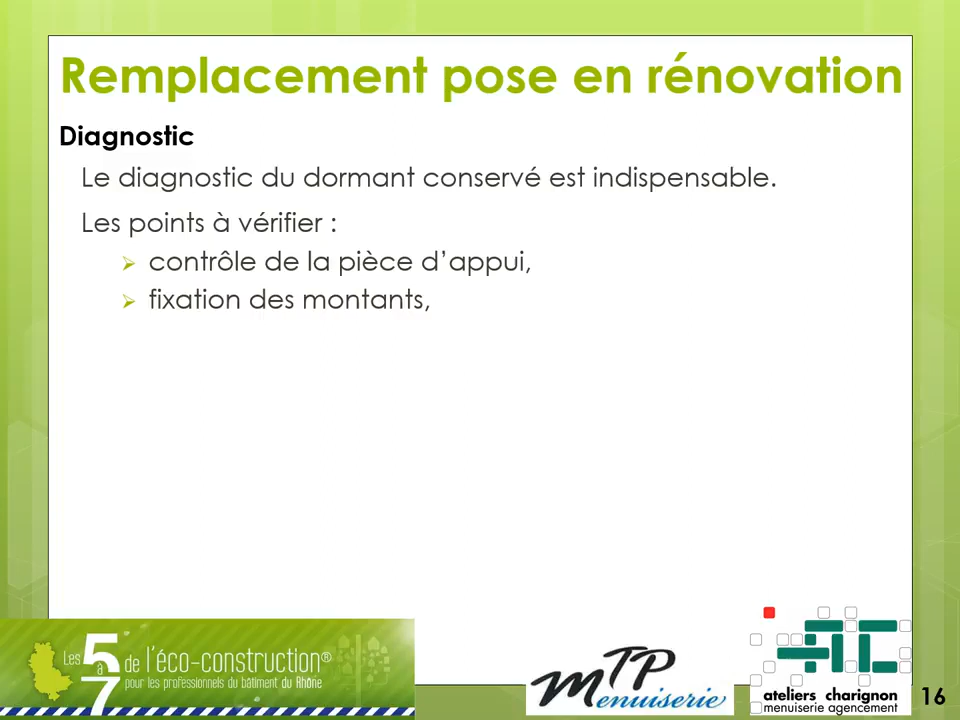 Remplacement pose en rénovation
Diagnostic
Le diagnostic du dormant conservé est indispensable.
Les points à vérifier :
contrôle de la pièce d’appui,
fixation des montants,
Les 5 à 7 de l'éco-construction®
pour les professionnels du bâtiment du Rhône
MTP
Menuiserie
AC
ateliers charignon
menuiserie agencement
16